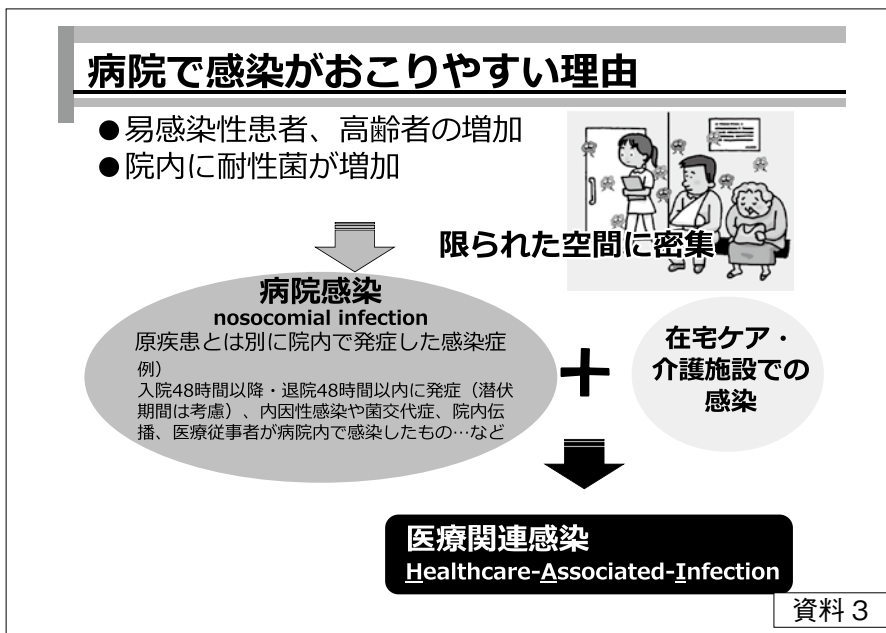 病院で感染がおこりやすい理由
●易感染性患者、高齢者の増加
●院内に耐性菌が増加
限られた空間に密集
病院感染
nosocomial infection
原疾患とは別に院内で発症した感染症
例）
入院48時間以降・退院48時間以内に発症（潜伏
期間は考慮）、内因性感染や菌交代症、院内伝
播、医療従事者が病院内で感染したもの…など
＋
在宅ケア・
介護施設での
感染
医療関連感染
Healthcare-Associated-Infection
資料３